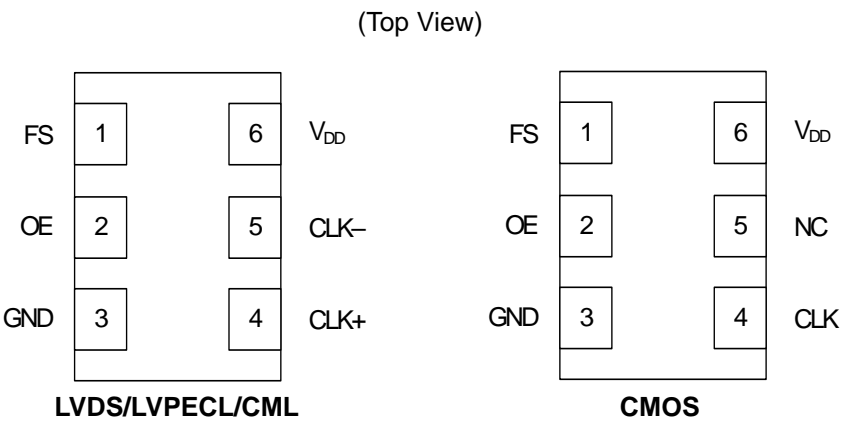 (Top View)
FS 1 6 VDD
OE 2 5 CLK–
GND 3 4 CLK+
LVDS/LVPECL/CML
FS 1 6 VDD
OE 2 5 NC
GND 3 4 CLK
CMOS